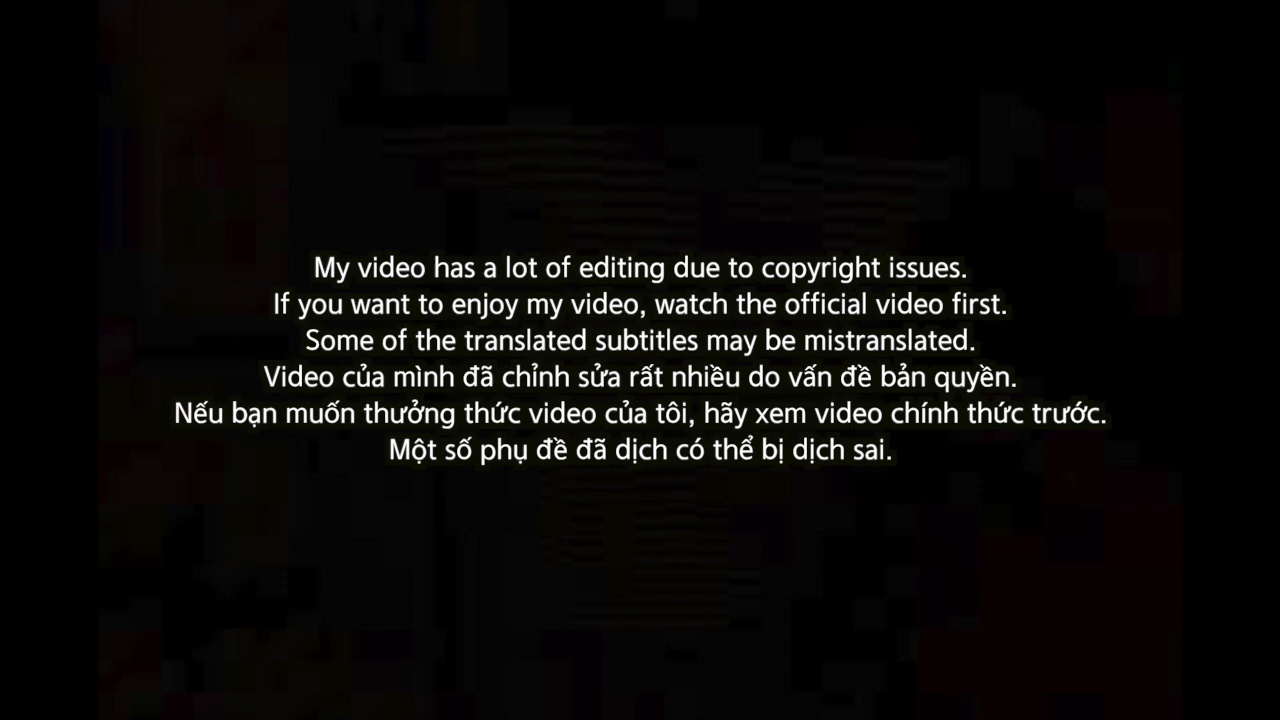 My video has a lot of editing due to copyright issues.
If you want to enjoy my video, watch the official video first.
Some of the translated subtitles may be mistranslated.
Video của mình đã chỉnh sửa rất nhiều do vấn đề bản quyền.
Nếu bạn muốn thưởng thức video của tôi, hãy xem video chính thức trước.
Một số phụ đề đã dịch có thể bị dịch sai.